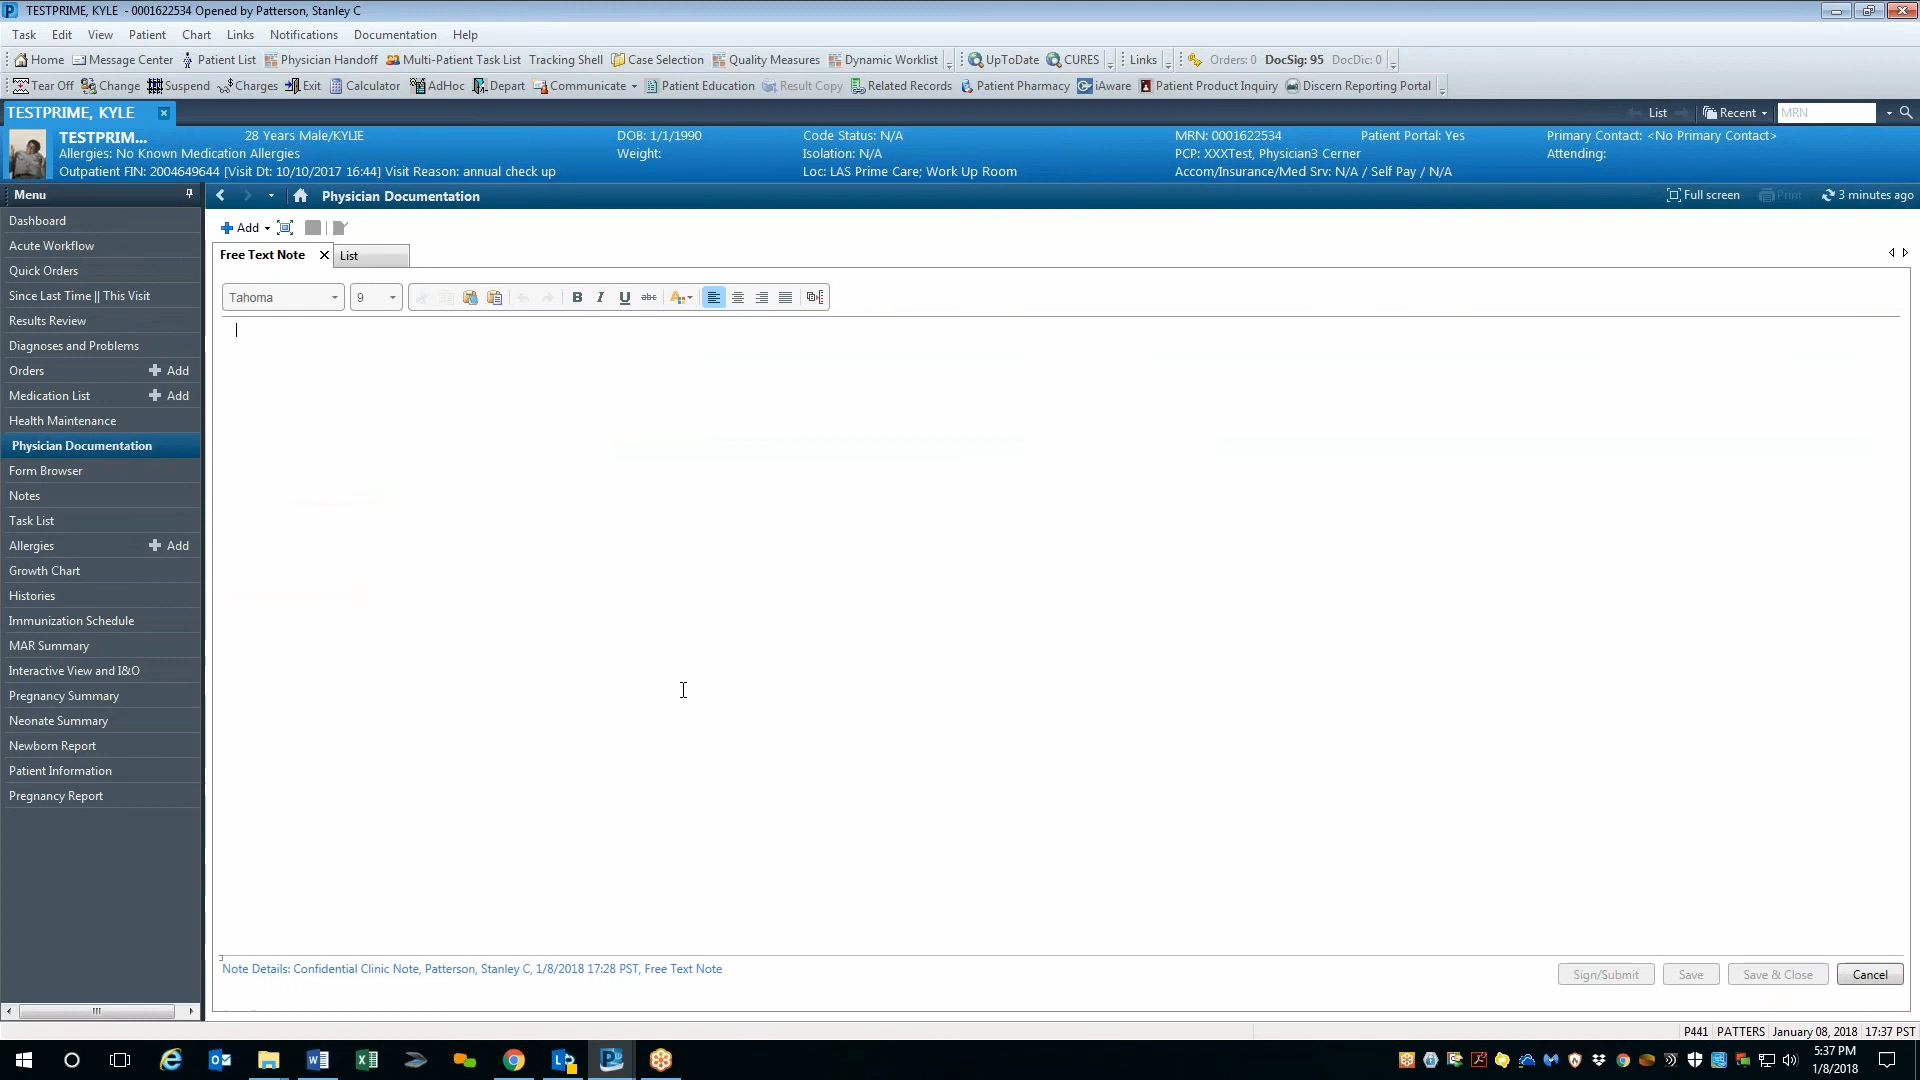 TESTPRIME, KYLE - 0001622534 Opened by Patterson, Stanley C
Task Edit View Patient Chart Links Notifications Documentation Help
Home Message Center Patient List Physician Handoff Multi-Patient Task List Tracking Shell Case Selection Quality Measures Dynamic Worklist UpToDate CURES Links Orders: 0 DocSig: 95 DocDic: 0
Tear Off Change Suspend Charges Exit Calculator AdHoc Depart Communicate Patient Education Result Copy Related Records Patient Pharmacy iAware Patient Product Inquiry Discern Reporting Portal
TESTPRIME, KYLE List Recent MRN
TESTPRIM... 28 Years Male/KYLIE DOB: 1/1/1990 Code Status: N/A MRN: 0001622534 Patient Portal: Yes Primary Contact: <No Primary Contact>
Allergies: No Known Medication Allergies Weight: Isolation: N/A PCP: XXXTest, Physician3 Cerner Attending:
Outpatient FIN: 2004649644 [Visit Dt: 10/10/2017 16:44] Visit Reason: annual check up Loc: LAS Prime Care; Work Up Room Accom/Insurance/Med Srv: N/A / Self Pay / N/A
Menu Physician Documentation Full screen Print 3 minutes ago
Dashboard
Acute Workflow
Quick Orders
Since Last Time || This Visit
Results Review
Diagnoses and Problems
Orders Add
Medication List Add
Health Maintenance
Physician Documentation
Form Browser
Notes
Task List
Allergies Add
Growth Chart
Histories
Immunization Schedule
MAR Summary
Interactive View and I&O
Pregnancy Summary
Neonate Summary
Newborn Report
Patient Information
Pregnancy Report
Add
Free Text Note List
Tahoma 9 B I U abc A
Note Details: Confidential Clinic Note, Patterson, Stanley C, 1/8/2018 17:28 PST, Free Text Note
Sign/Submit Save Save & Close Cancel
P441 PATTERS January 08, 2018 17:37 PST
5:37 PM
1/8/2018